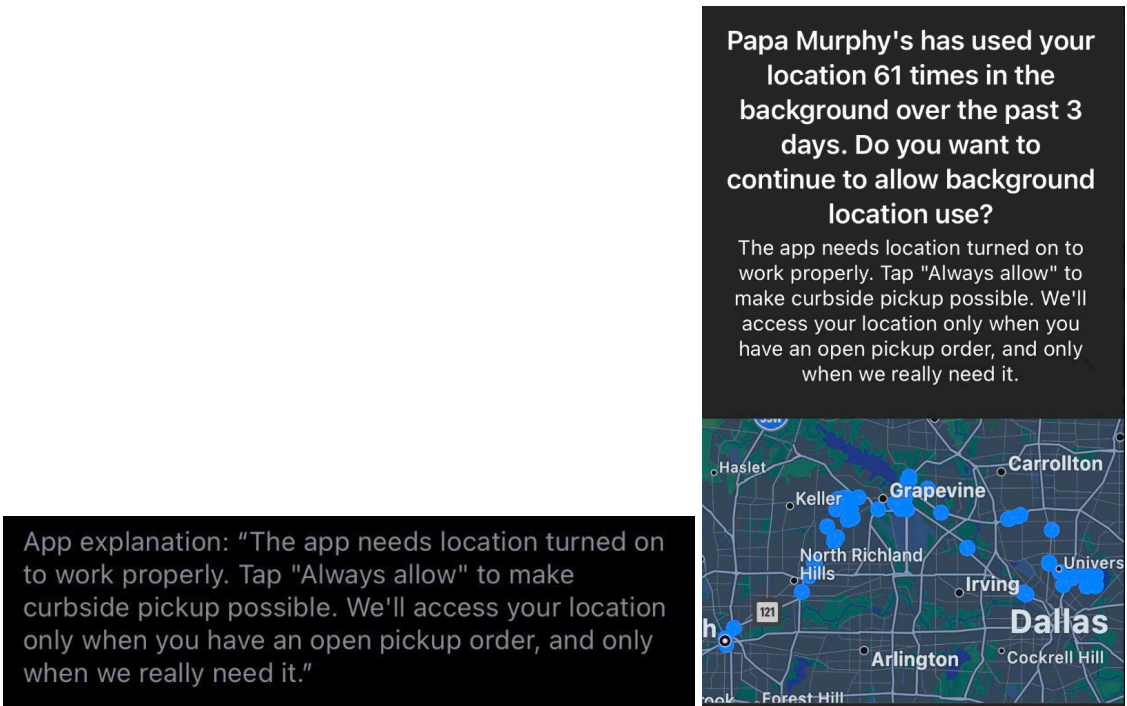 App explanation: “The app needs location turned on
to work properly. Tap "Always allow" to make
curbside pickup possible. We'll access your location
only when you have an open pickup order, and only
when we really need it.”
Papa Murphy's has used your
location 61 times in the
background over the past 3
days. Do you want to
continue to allow background
location use?
The app needs location turned on to
work properly. Tap "Always allow" to
make curbside pickup possible. We'll
access your location only when you
have an open pickup order, and only
when we really need it.
35W
Haslet
Carrollton
Keller
Grapevine
North Richland
Hills
Univers
Irving
121
Dallas
h
Arlington
Cockrell Hill
rook
Forest Hill